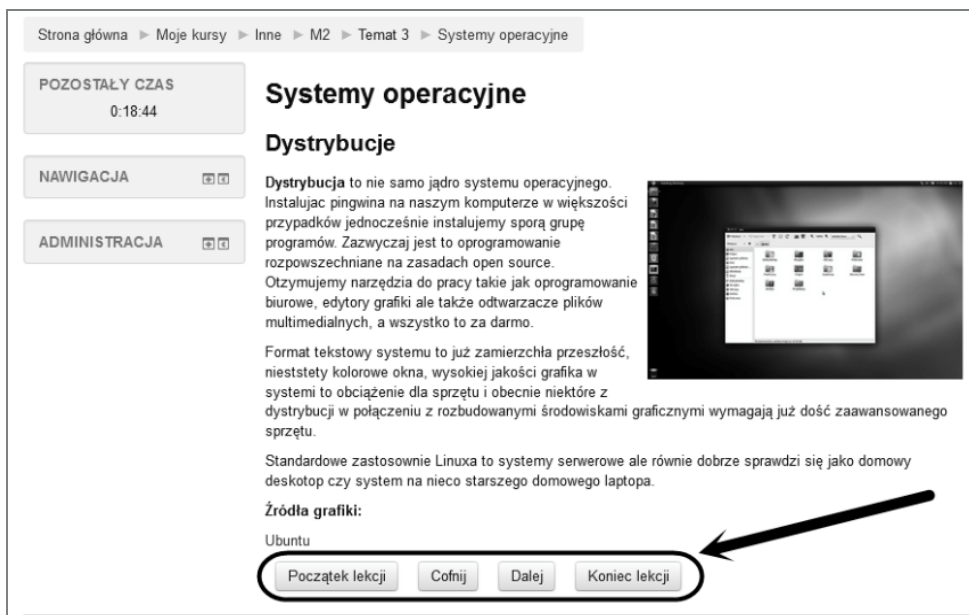 Strona główna ► Moje kursy ► Inne ► M2 ► Temat 3 ► Systemy operacyjne
POZOSTAŁY CZAS
0:18:44
NAWIGACJA
ADMINISTRACJA
Systemy operacyjne
Dystrybucje
Dystrybucja to nie samo jądro systemu operacyjnego.
Instalujac pingwina na naszym komputerze w większości
przypadków jednocześnie instalujemy sporą grupę
programów. Zazwyczaj jest to oprogramowanie
rozpowszechniane na zasadach open source.
Otzymujemy narzędzia do pracy takie jak oprogramowanie
biurowe, edytory grafiki ale także odtwarzacze plików
multimedialnych, a wszystko to za darmo.
Format tekstowy systemu to już zamierzchła przeszłość,
nieststety kolorowe okna, wysokiej jakości grafika w
systemi to obciążenie dla sprzętu i obecnie niektóre z
dystrybucji w połączeniu z rozbudowanymi środowiskami graficznymi wymagają już dość zaawansowanego
sprzętu.
Standardowe zastosownie Linuxa to systemy serwerowe ale równie dobrze sprawdzi się jako domowy
deskotop czy system na nieco starszego domowego laptopa.
Źródła grafiki:
Ubuntu
Początek lekcji Cofnij Dalej Koniec lekcji